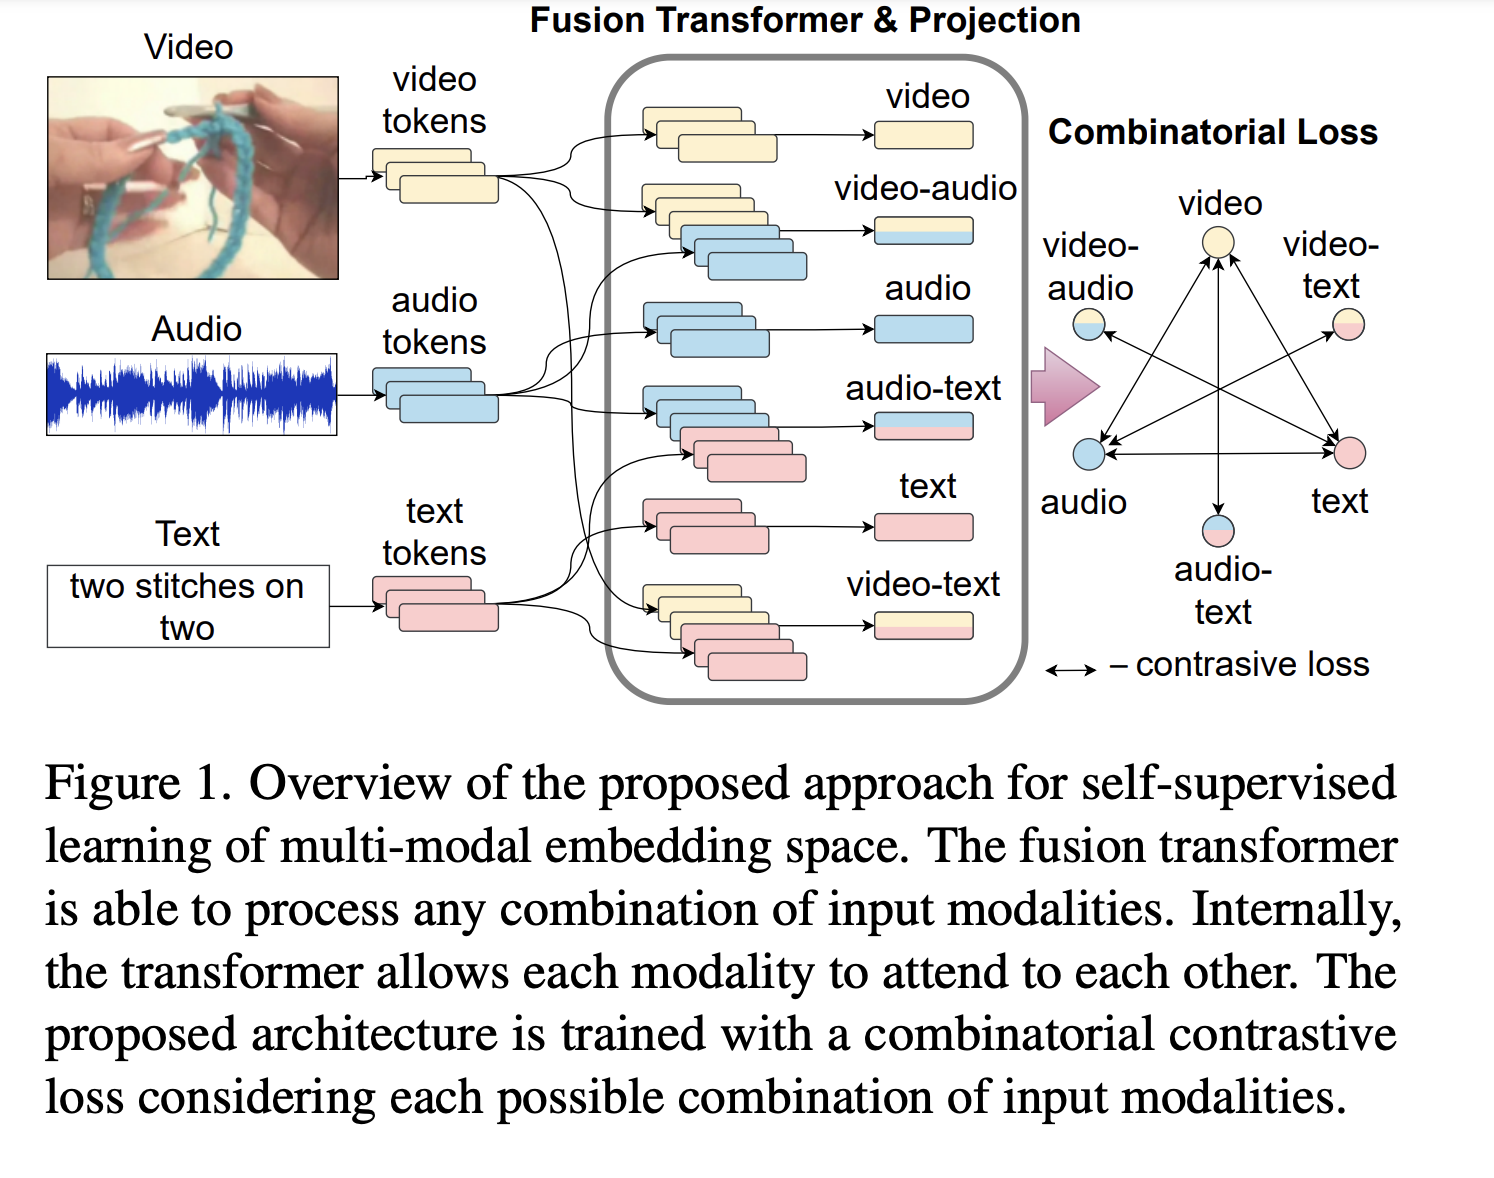 Fusion Transformer & Projection
Video
video
tokens
Audio
audio
tokens
Text
two stitches on
two
text
tokens
video
video-audio
audio
audio-text
text
video-text
Combinatorial Loss
video
video-
audio
video-
text
audio
text
audio-
text
– contrasive loss
Figure 1. Overview of the proposed approach for self-supervised
learning of multi-modal embedding space. The fusion transformer
is able to process any combination of input modalities. Internally,
the transformer allows each modality to attend to each other. The
proposed architecture is trained with a combinatorial contrastive
loss considering each possible combination of input modalities.